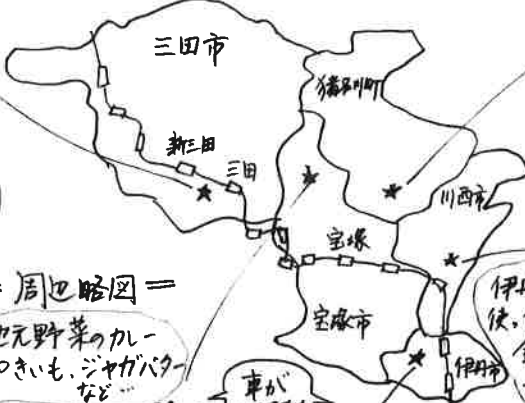 三田市
猪名川町
新三田
三田
川西市
宝塚
= 周辺略図 =
宝塚市
伊丹市
地元野菜のカレー
つきいも、ジャガバター
など…
車が